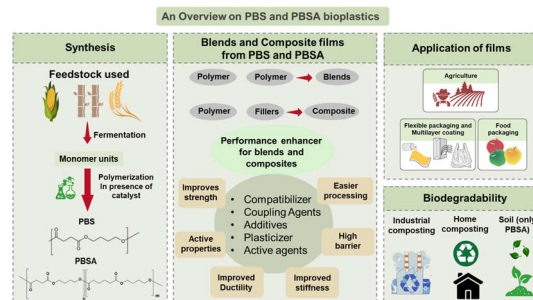 An Overview on PBS and PBSA bioplastics
Synthesis
Feedstock used
Fermentation
Monomer units
Polymerization
In presence of
catalyst
PBS
PBSA
Blends and Composite films
from PBS and PBSA
Polymer Polymer Blends
Polymer Fillers Composite
Performance enhancer
for blends and
composites
Improves
strength
Easier
processing
• Compatibilizer
• Coupling Agents
• Additives
• Plasticizer
• Active agents
Active
properties
High
barrier
Improved
Ductility
Improved
stiffness
Application of films
Agriculture
Flexible packaging and
Multilayer coating
Food
packaging
Biodegradability
Industrial
composting
Home
composting
Soil (only
PBSA)